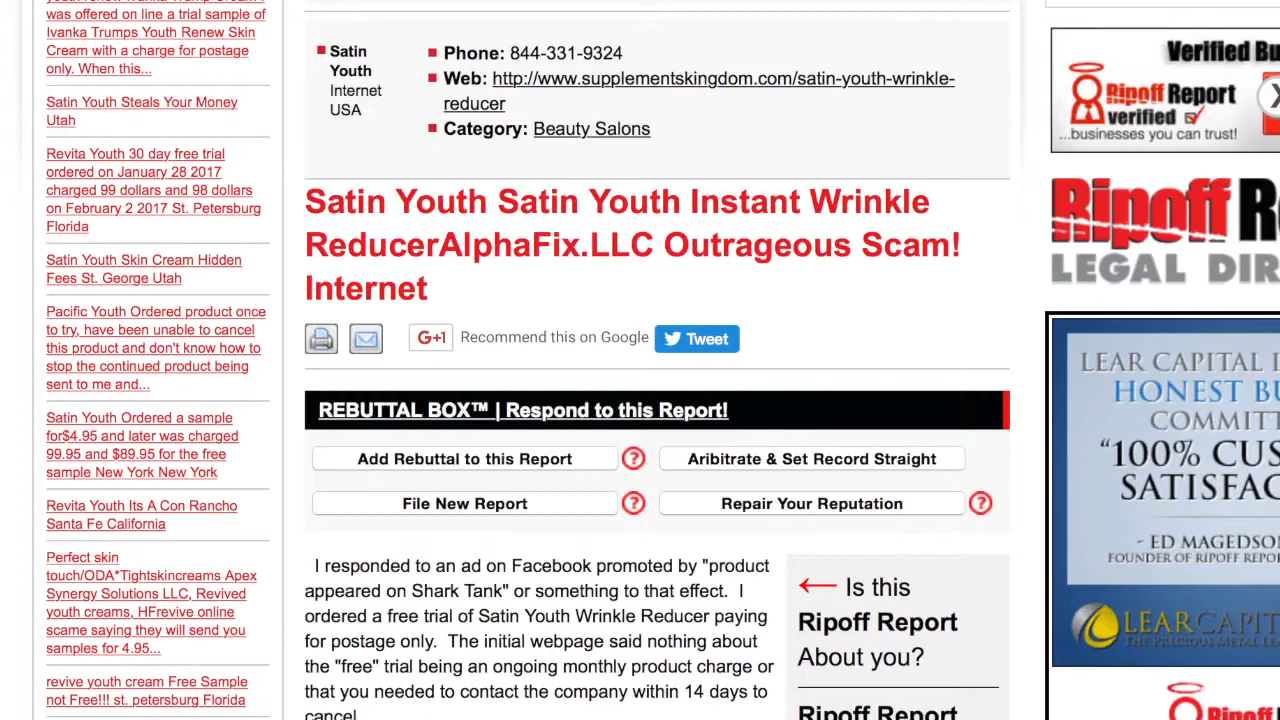 was offered on line a trial sample of
Ivanka Trumps Youth Renew Skin
Cream with a charge for postage
only. When this...
Satin Youth Steals Your Money
Utah
Revita Youth 30 day free trial
ordered on January 28 2017
charged 99 dollars and 98 dollars
on February 2 2017 St. Petersburg
Florida
Satin Youth Skin Cream Hidden
Fees St. George Utah
Pacific Youth Ordered product once
to try, have been unable to cancel
this product and don't know how to
stop the continued product being
sent to me and...
Satin Youth Ordered a sample
for$4.95 and later was charged
99.95 and $89.95 for the free
sample New York New York
Revita Youth Its A Con Rancho
Santa Fe California
Perfect skin
touch/ODA*Tightskincreams Apex
Synergy Solutions LLC, Revived
youth creams, HFrevive online
scame saying they will send you
samples for 4.95...
revive youth cream Free Sample
not Free!!! st. petersburg Florida
Satin
Youth
Internet
USA
Phone: 844-331-9324
Web: http://www.supplementskingdom.com/satin-youth-wrinkle-
reducer
Category: Beauty Salons
Satin Youth Satin Youth Instant Wrinkle
ReducerAlphaFix.LLC Outrageous Scam!
Internet
G+1 Recommend this on Google Tweet
REBUTTAL BOX™ | Respond to this Report!
Add Rebuttal to this Report ? Aribitrate & Set Record Straight
File New Report ? Repair Your Reputation ?
I responded to an ad on Facebook promoted by "product
appeared on Shark Tank" or something to that effect. I
ordered a free trial of Satin Youth Wrinkle Reducer paying
for postage only. The initial webpage said nothing about
the "free" trial being an ongoing monthly product charge or
that you needed to contact the company within 14 days to
cancel
Is this
Ripoff Report
About you?
Ripoff Report
Verified Bu
Ripoff Report
verified
...businesses you can trust!
Ripoff R
LEGAL DIR
LEAR CAPITAL
HONEST BU
COMMIT
"100% CUS
SATISFAC
- ED MAGEDSO
FOUNDER OF RIPOFF REPO
LEARCAPIT
THE PRECIOUS METAL LE
Ripoff